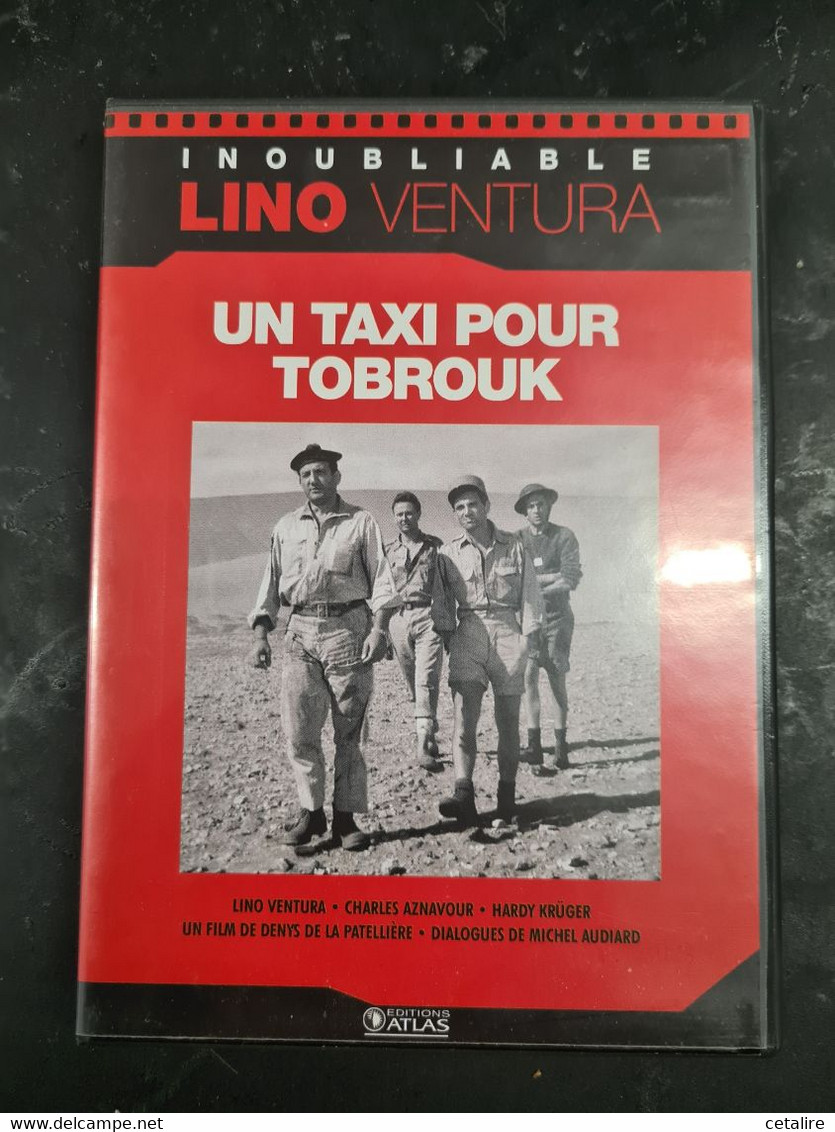 INOUBLIABLE
LINO VENTURA
UN TAXI POUR
TOBROUK
LINO VENTURA • CHARLES AZNAVOUR • HARDY KRÜGER
UN FILM DE DENYS DE LA PATELLIÈRE • DIALOGUES DE MICHEL AUDIARD
EDITIONS
ATLAS
www.delcampe.net
cetalire